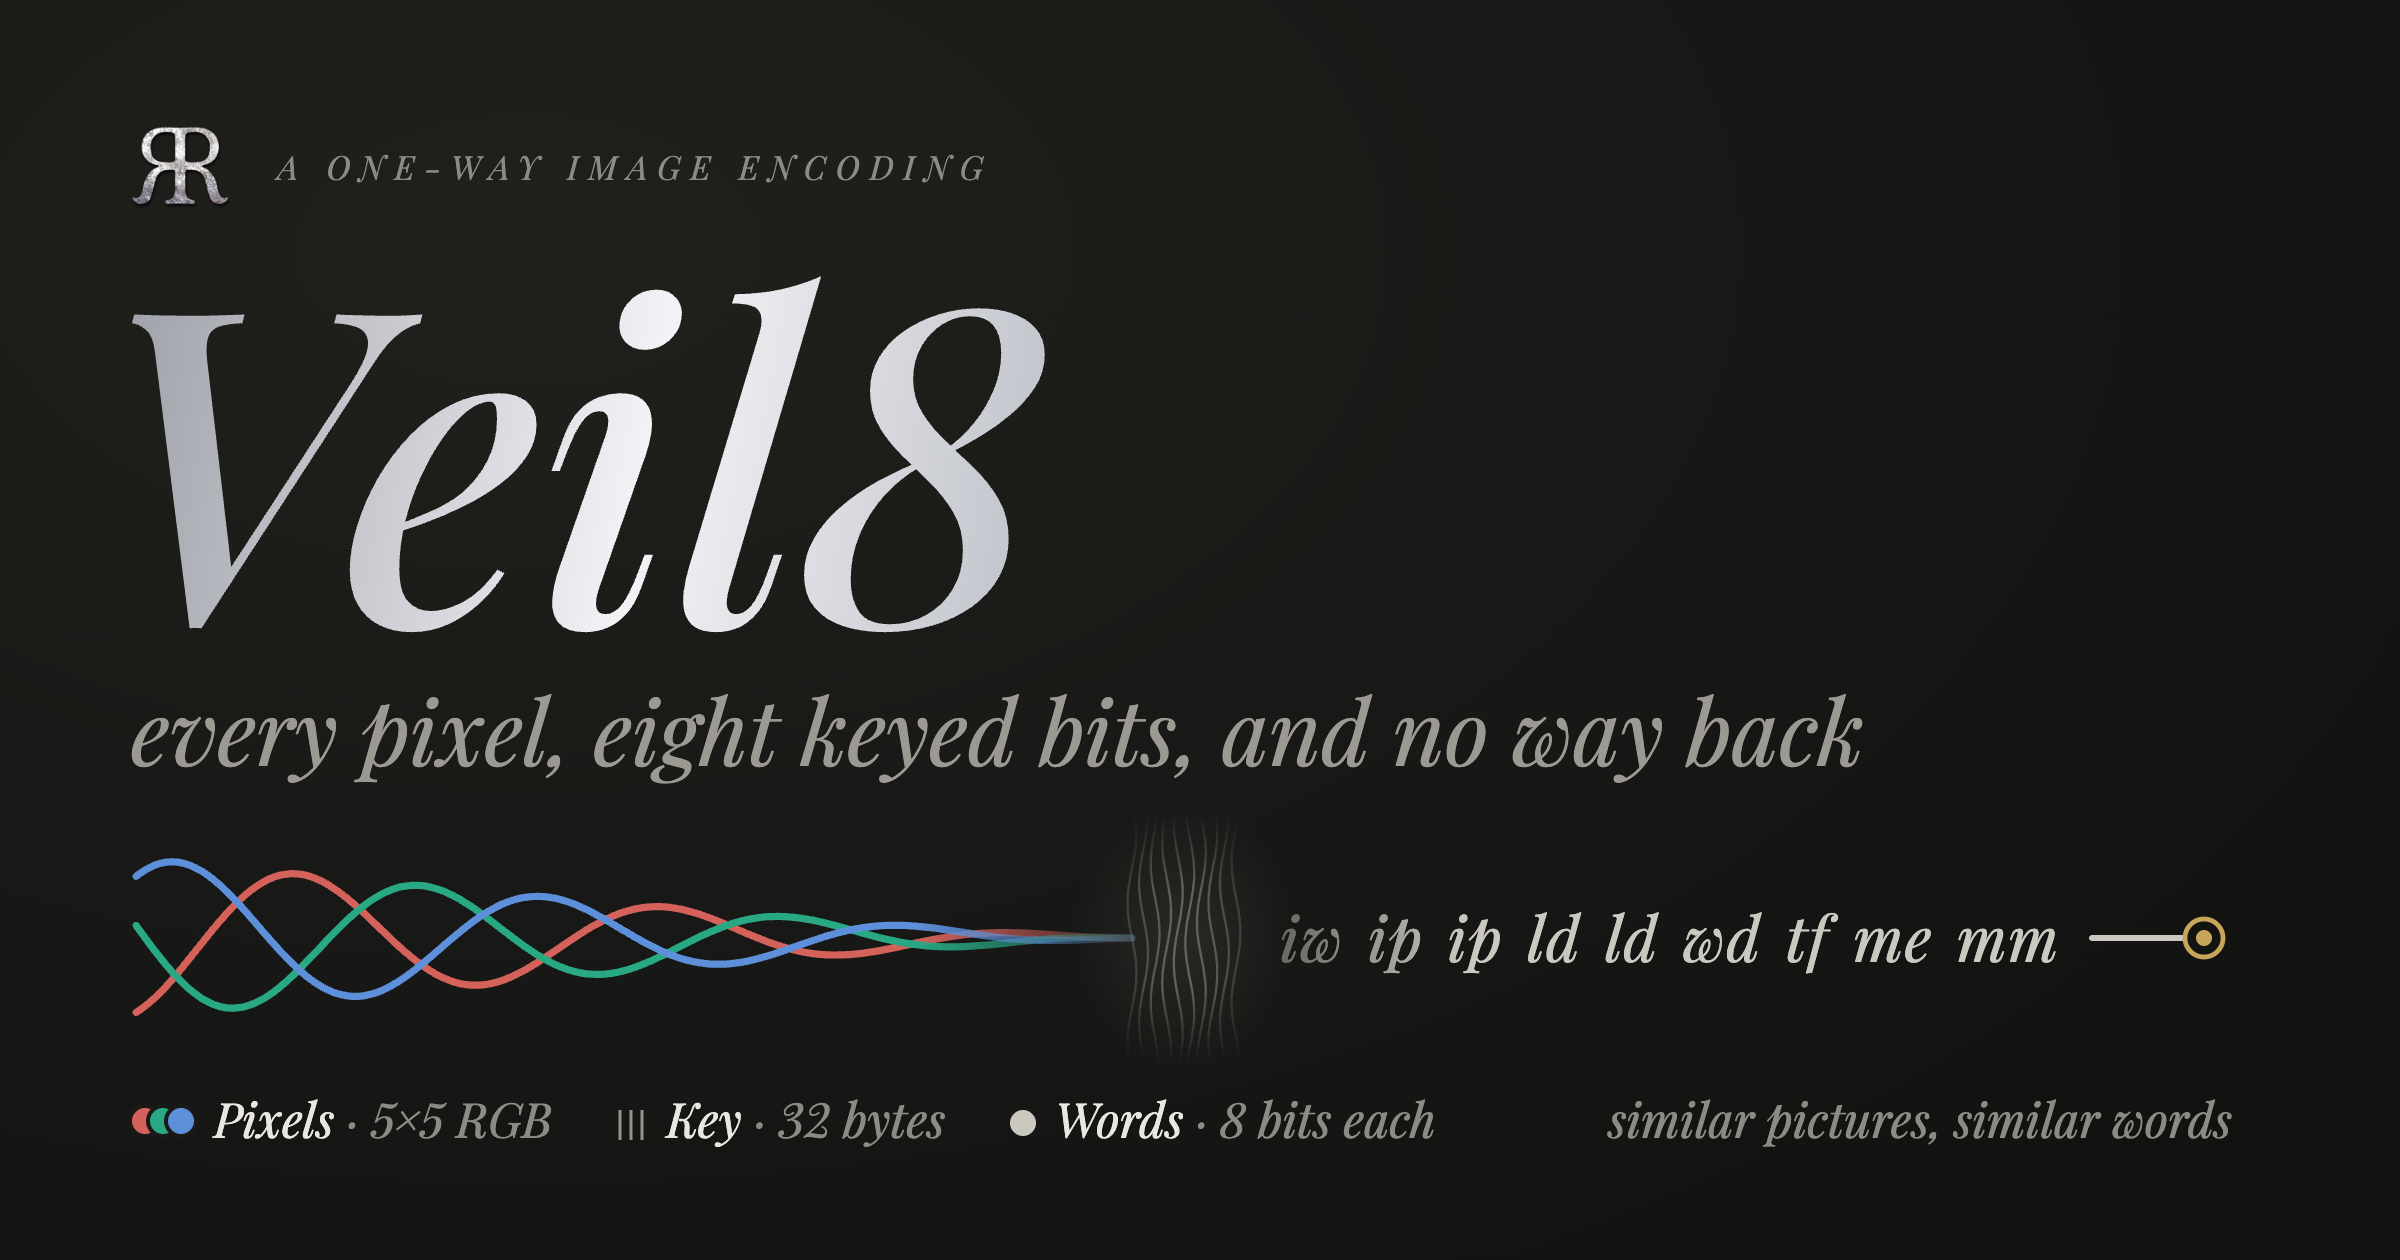 RR
A ONE-WAY IMAGE ENCODING
Veil8
every pixel, eight keyed bits, and no way back
iw ip ip ld ld wd tf me mm
Pixels · 5×5 RGB Key · 32 bytes Words · 8 bits each similar pictures, similar words